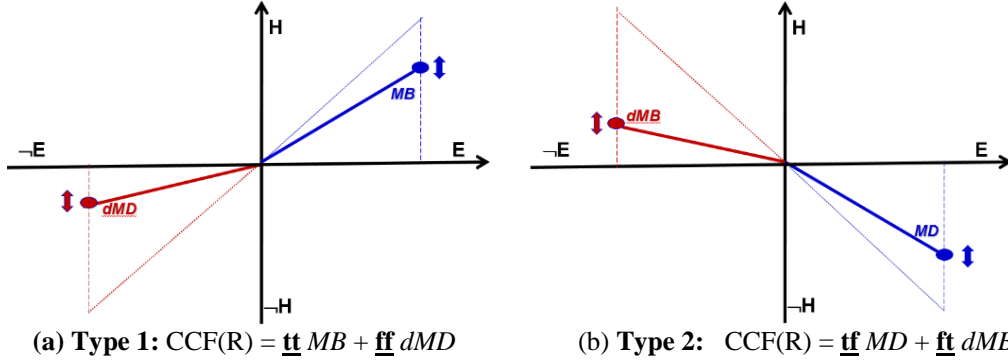 H
H
MB
dMB
¬E
E
¬E
E
dMD
MD
¬H
¬H
(a) Type 1: CCF(R) = tt MB + ff dMD
(b) Type 2: CCF(R) = tf MD + ft dMB